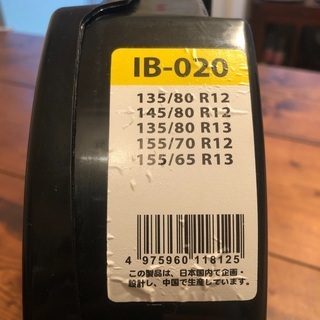 IB-020
135/80 R12
145/80 R12
135/80 R13
155/70 R12
155/65 R13
4 975960 118125
この製品は、日本国内で企画・
設計し、中国で生産しています。